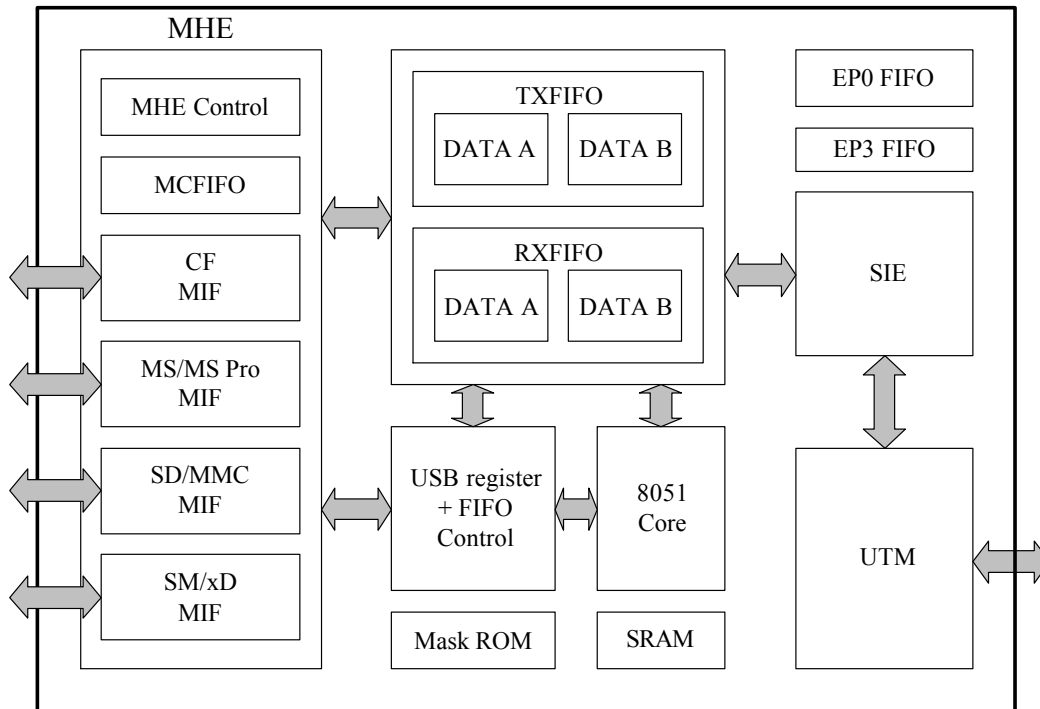 MHE
MHE Control
MCFIFO
CF
MIF
MS/MS Pro
MIF
SD/MMC
MIF
SM/xD
MIF
TXFIFO
DATA A
DATA B
RXFIFO
DATA A
DATA B
USB register
+ FIFO
Control
8051
Core
Mask ROM
SRAM
EP0 FIFO
EP3 FIFO
SIE
UTM